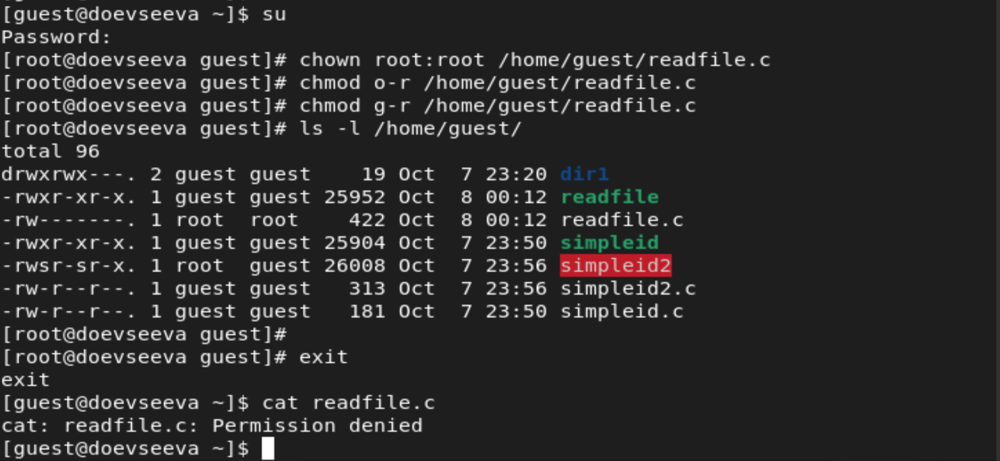 [guest@doevseeva ~]$ su
Password:
[root@doevseeva guest]# chown root:root /home/guest/readfile.c
[root@doevseeva guest]# chmod o-r /home/guest/readfile.c
[root@doevseeva guest]# chmod g-r /home/guest/readfile.c
[root@doevseeva guest]# ls -l /home/guest/
total 96
drwxrwx---. 2 guest guest    19 Oct  7 23:20 dir1
-rwxr-xr-x. 1 guest guest 25952 Oct  8 00:12 readfile
-rw-------. 1 root  root    422 Oct  8 00:12 readfile.c
-rwxr-xr-x. 1 guest guest 25904 Oct  7 23:50 simpleid
-rwsr-sr-x. 1 root  guest 26008 Oct  7 23:56 simpleid2
-rw-r--r--. 1 guest guest   313 Oct  7 23:56 simpleid2.c
-rw-r--r--. 1 guest guest   181 Oct  7 23:50 simpleid.c
[root@doevseeva guest]#
[root@doevseeva guest]# exit
exit
[guest@doevseeva ~]$ cat readfile.c
cat: readfile.c: Permission denied
[guest@doevseeva ~]$